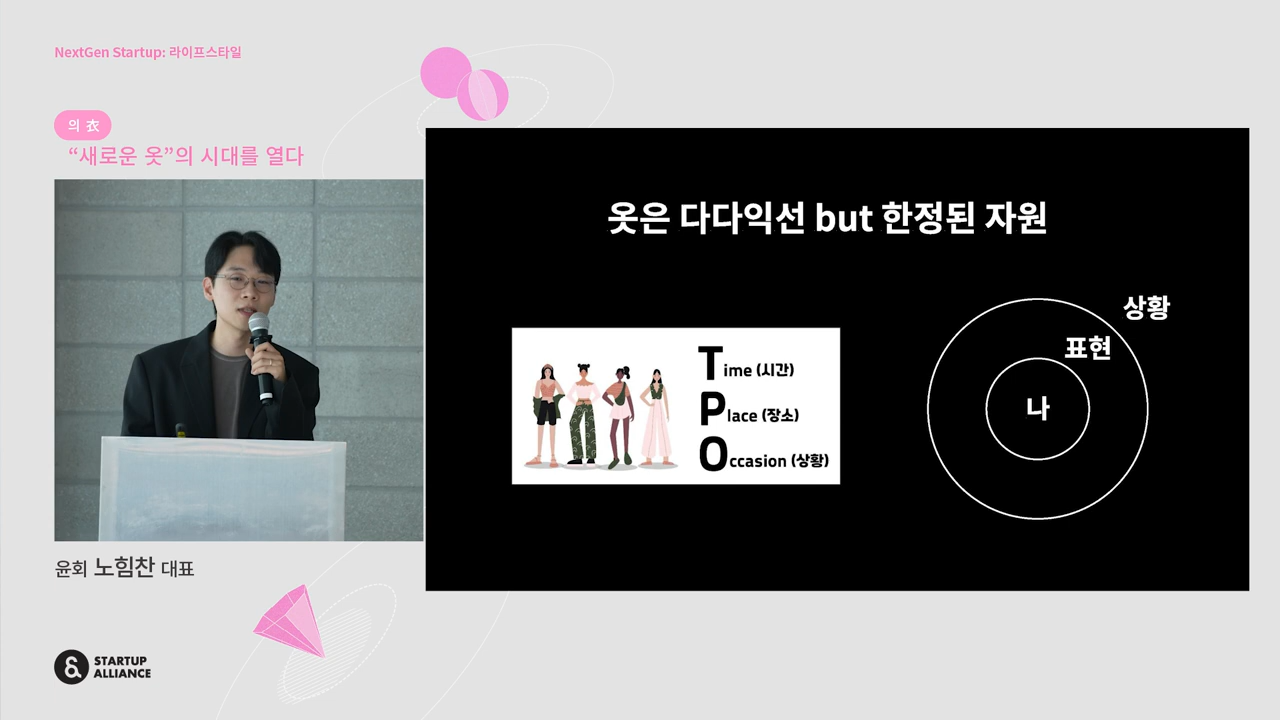 NextGen Startup: 라이프스타일
의 衣
“새로운 옷”의 시대를 열다
옷은 다다익선 but 한정된 자원
Time (시간)
Place (장소)
Occasion (상황)
상황
표현
나
윤회 노힘찬 대표
STARTUP
ALLIANCE